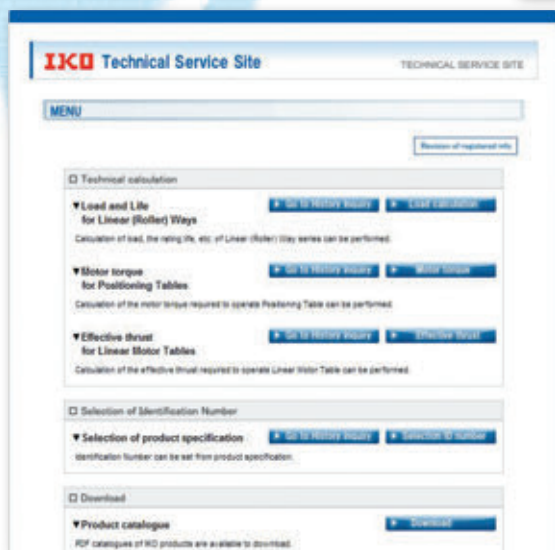 IKO Technical Service Site
TECHNICAL SERVICE SITE
MENU
Revision of registered info
Technical calculation
▼Load and Life
for Linear (Roller) Ways
Go to History Inquiry
Load calculation
Calculation of load, the rating life, etc. of Linear (Roller) Way series can be performed.
▼Motor torque
for Positioning Tables
Go to History Inquiry
Motor torque
Calculation of the motor torque required to operate Positioning Table can be performed.
▼Effective thrust
for Linear Motor Tables
Go to History Inquiry
Effective thrust
Calculation of the effective thrust required to operate Linear Motor Table can be performed.
Selection of Identification Number
▼Selection of product specification
Go to History Inquiry
Selection ID number
Identification Number can be set from product specification.
Download
▼Product catalogue
Download
PDF catalogues of IKO products are available to download.